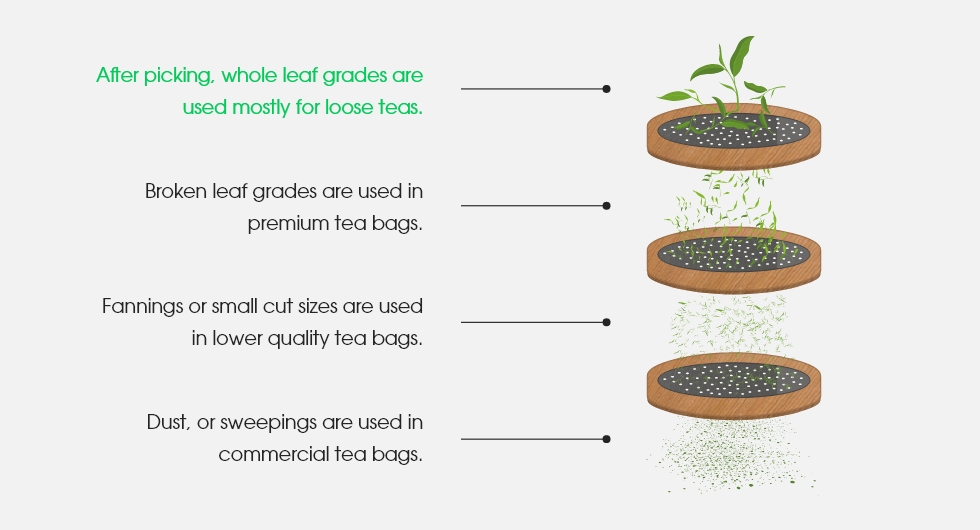 After picking, whole leaf grades are
used mostly for loose teas.
Broken leaf grades are used in
premium tea bags.
Fannings or small cut sizes are used
in lower quality tea bags.
Dust, or sweepings are used in
commercial tea bags.